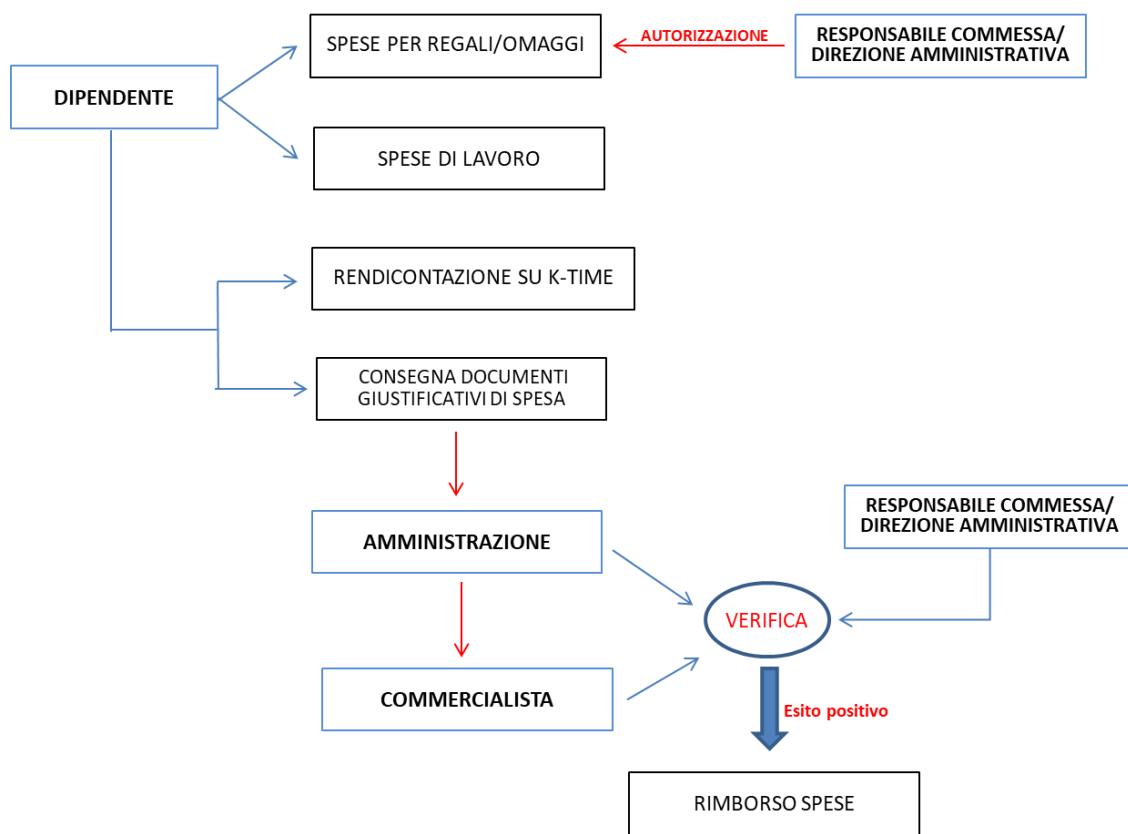 SPESE PER REGALI/OMAGGI
AUTORIZZAZIONE
RESPONSABILE COMMESSA/
DIREZIONE AMMINISTRATIVA
DIPENDENTE
SPESE DI LAVORO
RENDICONTAZIONE SU K-TIME
CONSEGNA DOCUMENTI
GIUSTIFICATIVI DI SPESA
RESPONSABILE COMMESSA/
DIREZIONE AMMINISTRATIVA
AMMINISTRAZIONE
VERIFICA
COMMERCIALISTA
Esito positivo
RIMBORSO SPESE